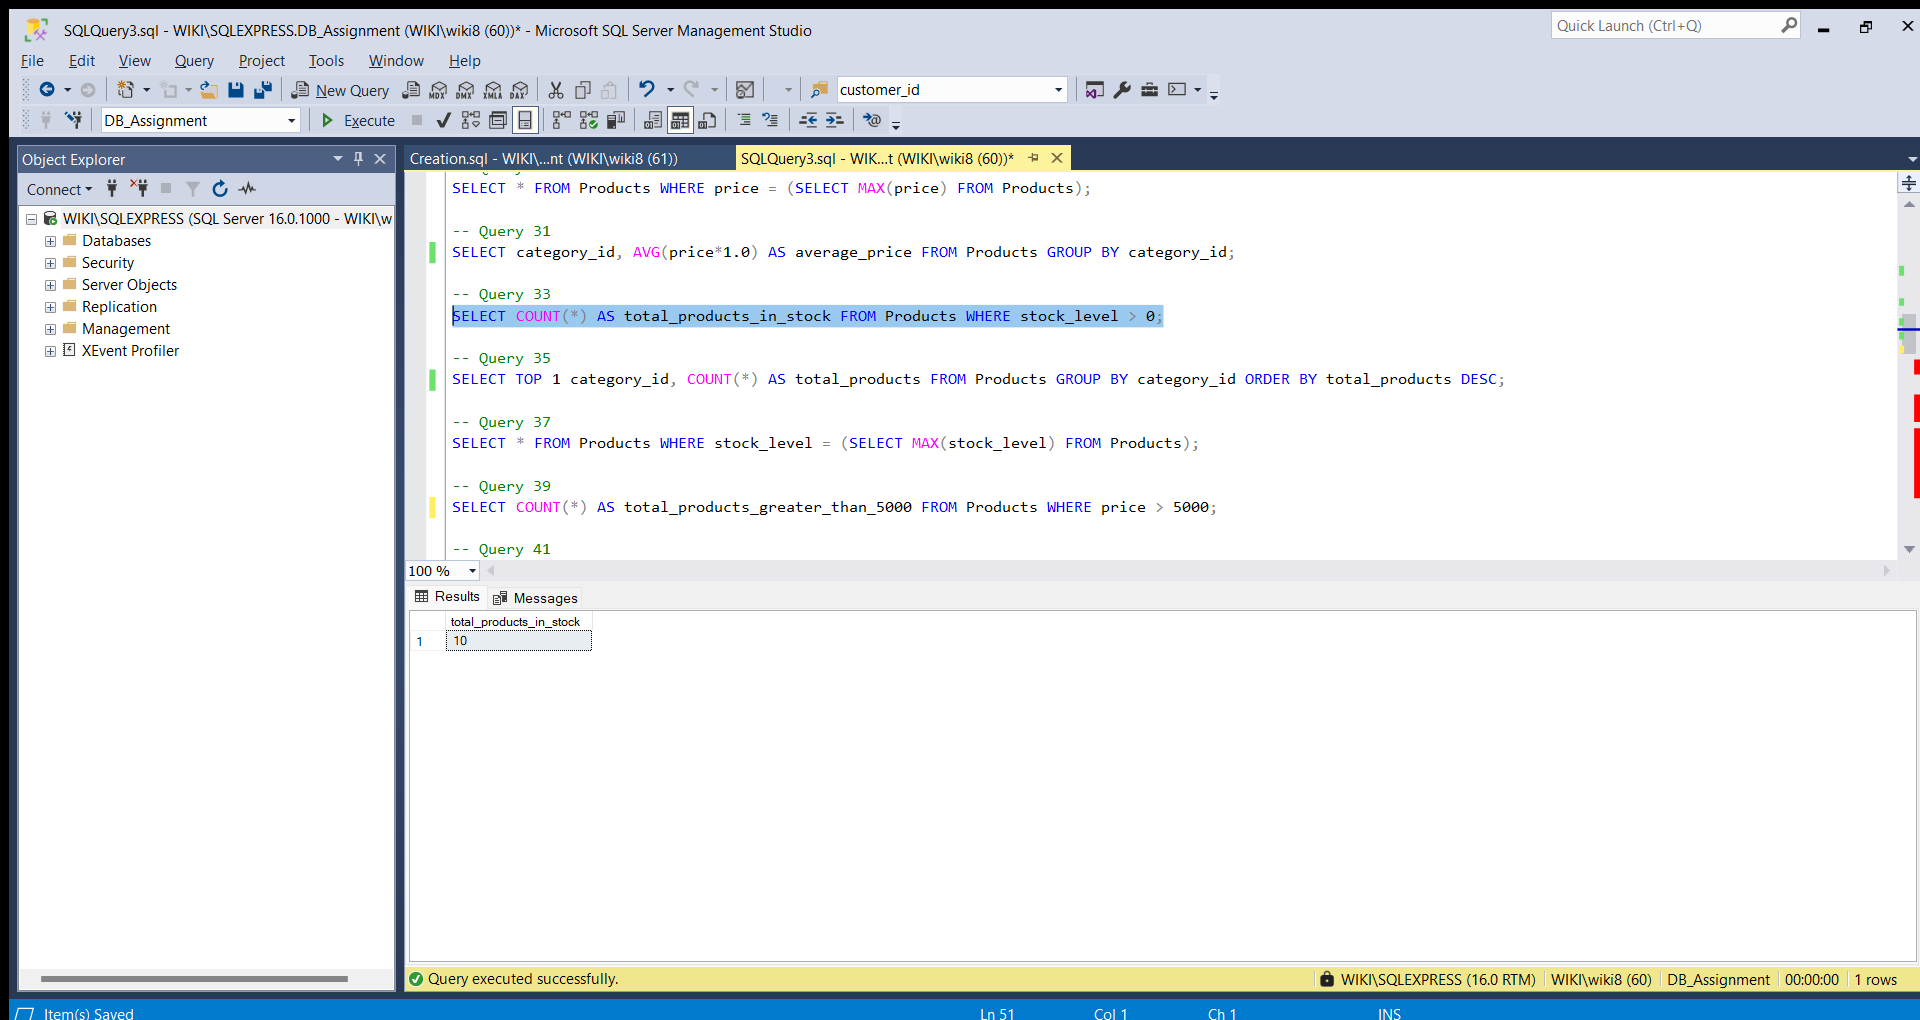 SQLQuery3.sql - WIKI\SQLEXPRESS.DB_Assignment (WIKI\wiki8 (60))* - Microsoft SQL Server Management Studio
Quick Launch (Ctrl+Q)
File Edit View Query Project Tools Window Help
New Query MDX DMX XMLA DAX customer_id
DB_Assignment Execute
Object Explorer
Connect
WIKI\SQLEXPRESS (SQL Server 16.0.1000 - WIKI\w
Databases
Security
Server Objects
Replication
Management
XEvent Profiler
Creation.sql - WIKI\...nt (WIKI\wiki8 (61))
SQLQuery3.sql - WIK...t (WIKI\wiki8 (60))*
SELECT * FROM Products WHERE price = (SELECT MAX(price) FROM Products);
-- Query 31
SELECT category_id, AVG(price*1.0) AS average_price FROM Products GROUP BY category_id;
-- Query 33
SELECT COUNT(*) AS total_products_in_stock FROM Products WHERE stock_level > 0;
-- Query 35
SELECT TOP 1 category_id, COUNT(*) AS total_products FROM Products GROUP BY category_id ORDER BY total_products DESC;
-- Query 37
SELECT * FROM Products WHERE stock_level = (SELECT MAX(stock_level) FROM Products);
-- Query 39
SELECT COUNT(*) AS total_products_greater_than_5000 FROM Products WHERE price > 5000;
-- Query 41
100 %
Results Messages
total_products_in_stock
1 10
Query executed successfully.
WIKI\SQLEXPRESS (16.0 RTM) WIKI\wiki8 (60) DB_Assignment 00:00:00 1 rows
Item(s) Saved Ln 51 Col 1 Ch 1 INS